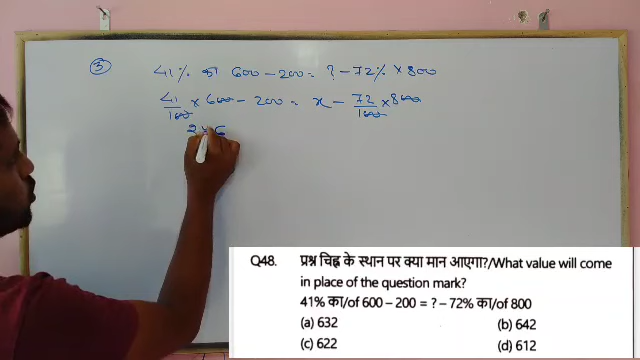 3 41% का 600 - 200 = ? - 72% × 800
41/100 × 600 - 200 = x - 72/100 × 800
Q48. प्रश्न चिह्न के स्थान पर क्या मान आएगा?/What value will come
in place of the question mark?
41% का/of 600 – 200 = ? – 72% का/of 800
(a) 632 (b) 642
(c) 622 (d) 612